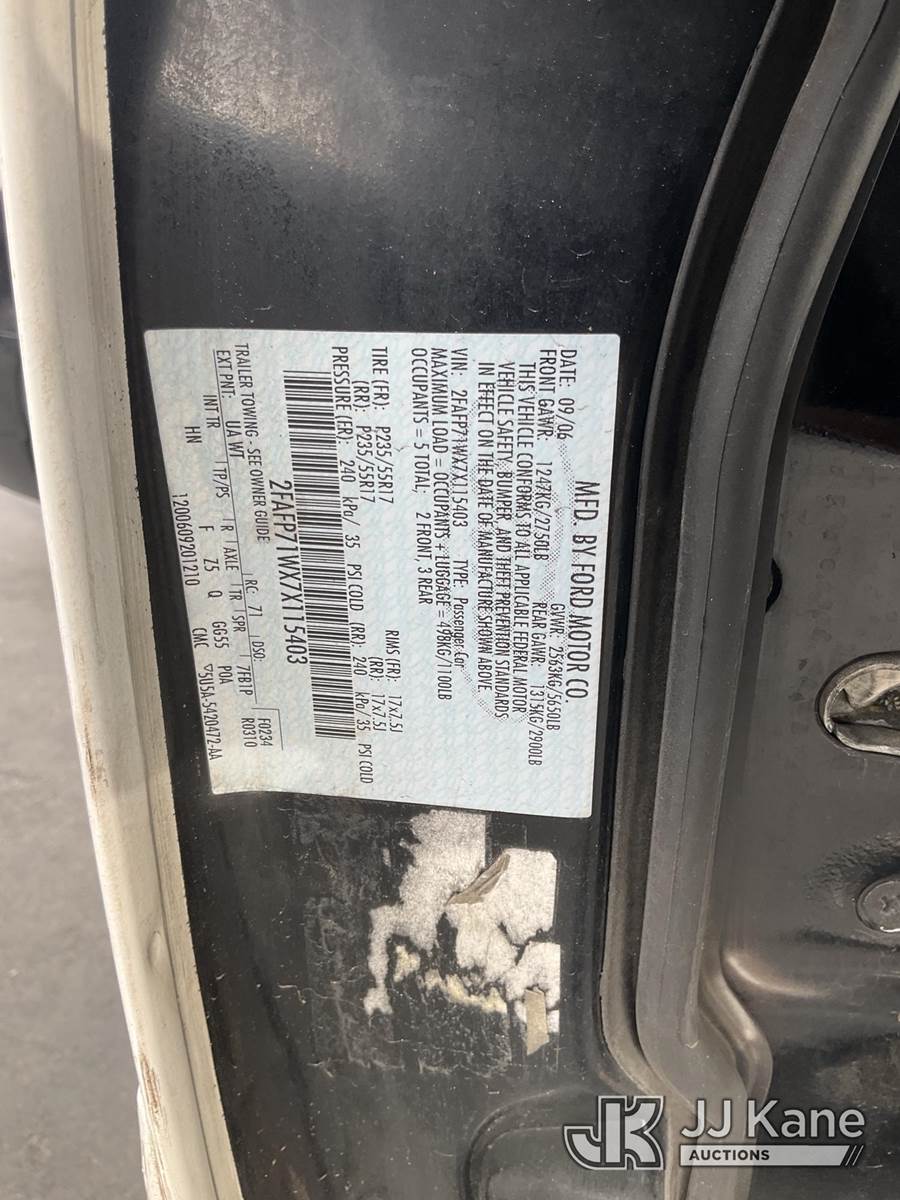 MFD. BY FORD MOTOR CO.
DATE: 09/06 GVWR: 2563KG/5650LB
FRONT GAWR: 1247KG/2750LB REAR GAWR: 1315KG/2900LB
THIS VEHICLE CONFORMS TO ALL APPLICABLE FEDERAL MOTOR
VEHICLE SAFETY, BUMPER, AND THEFT PREVENTION STANDARDS
IN EFFECT ON THE DATE OF MANUFACTURE SHOWN ABOVE.
VIN: 2FAFP71WX7X115403 TYPE: Passenger Car
MAXIMUM LOAD = OCCUPANTS + LUGGAGE = 498KG/1100LB
OCCUPANTS = 5 TOTAL; 2 FRONT, 3 REAR
TIRE (FR): P235/55R17 RIMS (FR): 17x7.5J
(RR): P235/55R17 (RR): 17x7.5J
PRESSURE (FR): 240 kPa/ 35 PSI COLD (RR): 240 kPa/35 PSI COLD
2FAFP71WX7X115403
TRAILER TOWING - SEE OWNER GUIDE F0234
EXT PNT: UA WT RC: 71 DSO: R0310
INT TR TP/PS R AXLE TR SPR 7FB1P
HN F Z5 Q GG55 P0A
1200609201210 CMC ▽5U5A-5420472-AA
JK JJ Kane
AUCTIONS